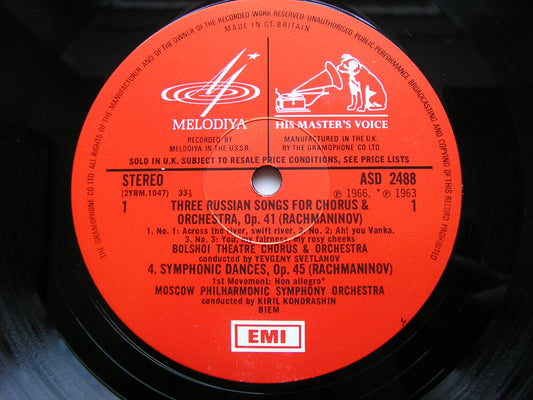 ALL RIGHTS OF THE MANUFACTURER AND OF THE OWNER OF THE RECORDED WORK RESERVED-UNAUTHORISED PUBLIC PERFORMANCE BROADCASTING AND COPYING OF THIS RECORD PROHIBITED
THE GRAMOPHONE CO LTD.
MADE IN GT. BRITAIN
MELODIYA
HIS MASTER'S VOICE
RECORDED BY
MELODIYA IN THE U.S.S.R.
MANUFACTURED IN THE U.K.
BY THE GRAMOPHONE CO LTD.
SOLD IN U.K. SUBJECT TO RESALE PRICE CONDITIONS, SEE PRICE LISTS
STEREO ASD 2488
(2YRM.1047) 33⅓ ℗ 1966. *℗ 1963
1 THREE RUSSIAN SONGS FOR CHORUS & 1
ORCHESTRA, Op. 41 (RACHMANINOV)
1. No. 1: Across the river, swift river. 2. No. 2: Ah! you Vanka.
3. No. 3: You, my fairness, my rosy cheeks
BOLSHOI THEATRE CHORUS & ORCHESTRA
conducted by YEVGENY SVETLANOV
4. SYMPHONIC DANCES, Op. 45 (RACHMANINOV)
1st Movement: Non allegro*
MOSCOW PHILHARMONIC SYMPHONY ORCHESTRA
conducted by KIRIL KONDRASHIN
BIEM
EMI